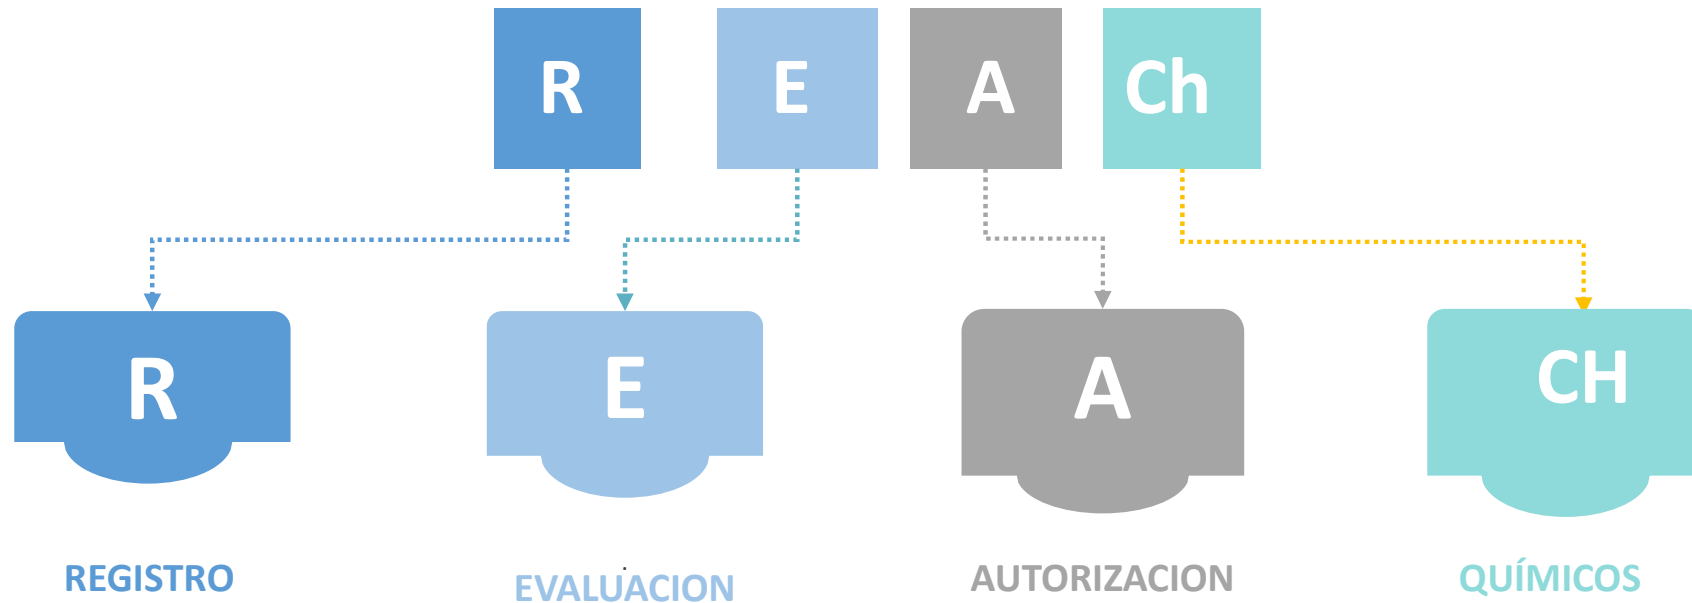 R E A Ch
R E A CH
REGISTRO
EVALUACION
AUTORIZACION
QUÍMICOS